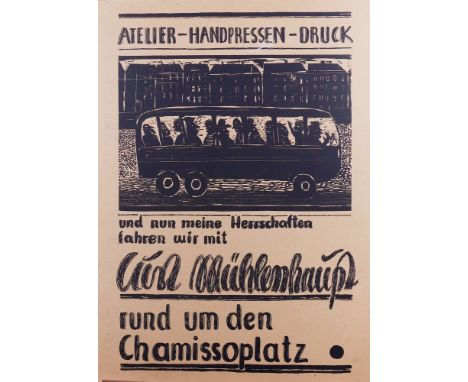 ATELIER-HANDPRESSEN-DRUCK
und nun meine Herrschaften
fahren wir mit
Curt Mühlenhaupt
rund um den
Chamissoplatz.